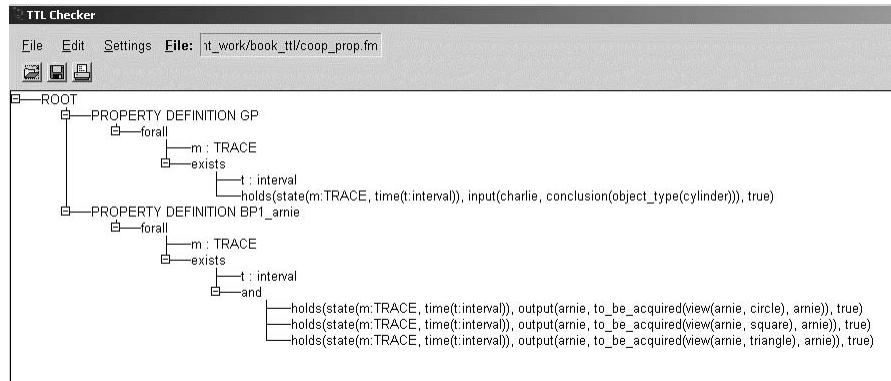 TTL Checker
File Edit Settings File: nt_work/book_ttl/coop_prop.fm
ROOT
PROPERTY DEFINITION GP
forall
m : TRACE
exists
t : interval
holds(state(m:TRACE, time(t:interval)), input(charlie, conclusion(object_type(cylinder))), true)
PROPERTY DEFINITION BP1_arnie
forall
m : TRACE
exists
t : interval
and
holds(state(m:TRACE, time(t:interval)), output(arnie, to_be_acquired(view(arnie, circle), arnie)), true)
holds(state(m:TRACE, time(t:interval)), output(arnie, to_be_acquired(view(arnie, square), arnie)), true)
holds(state(m:TRACE, time(t:interval)), output(arnie, to_be_acquired(view(arnie, triangle), arnie)), true)